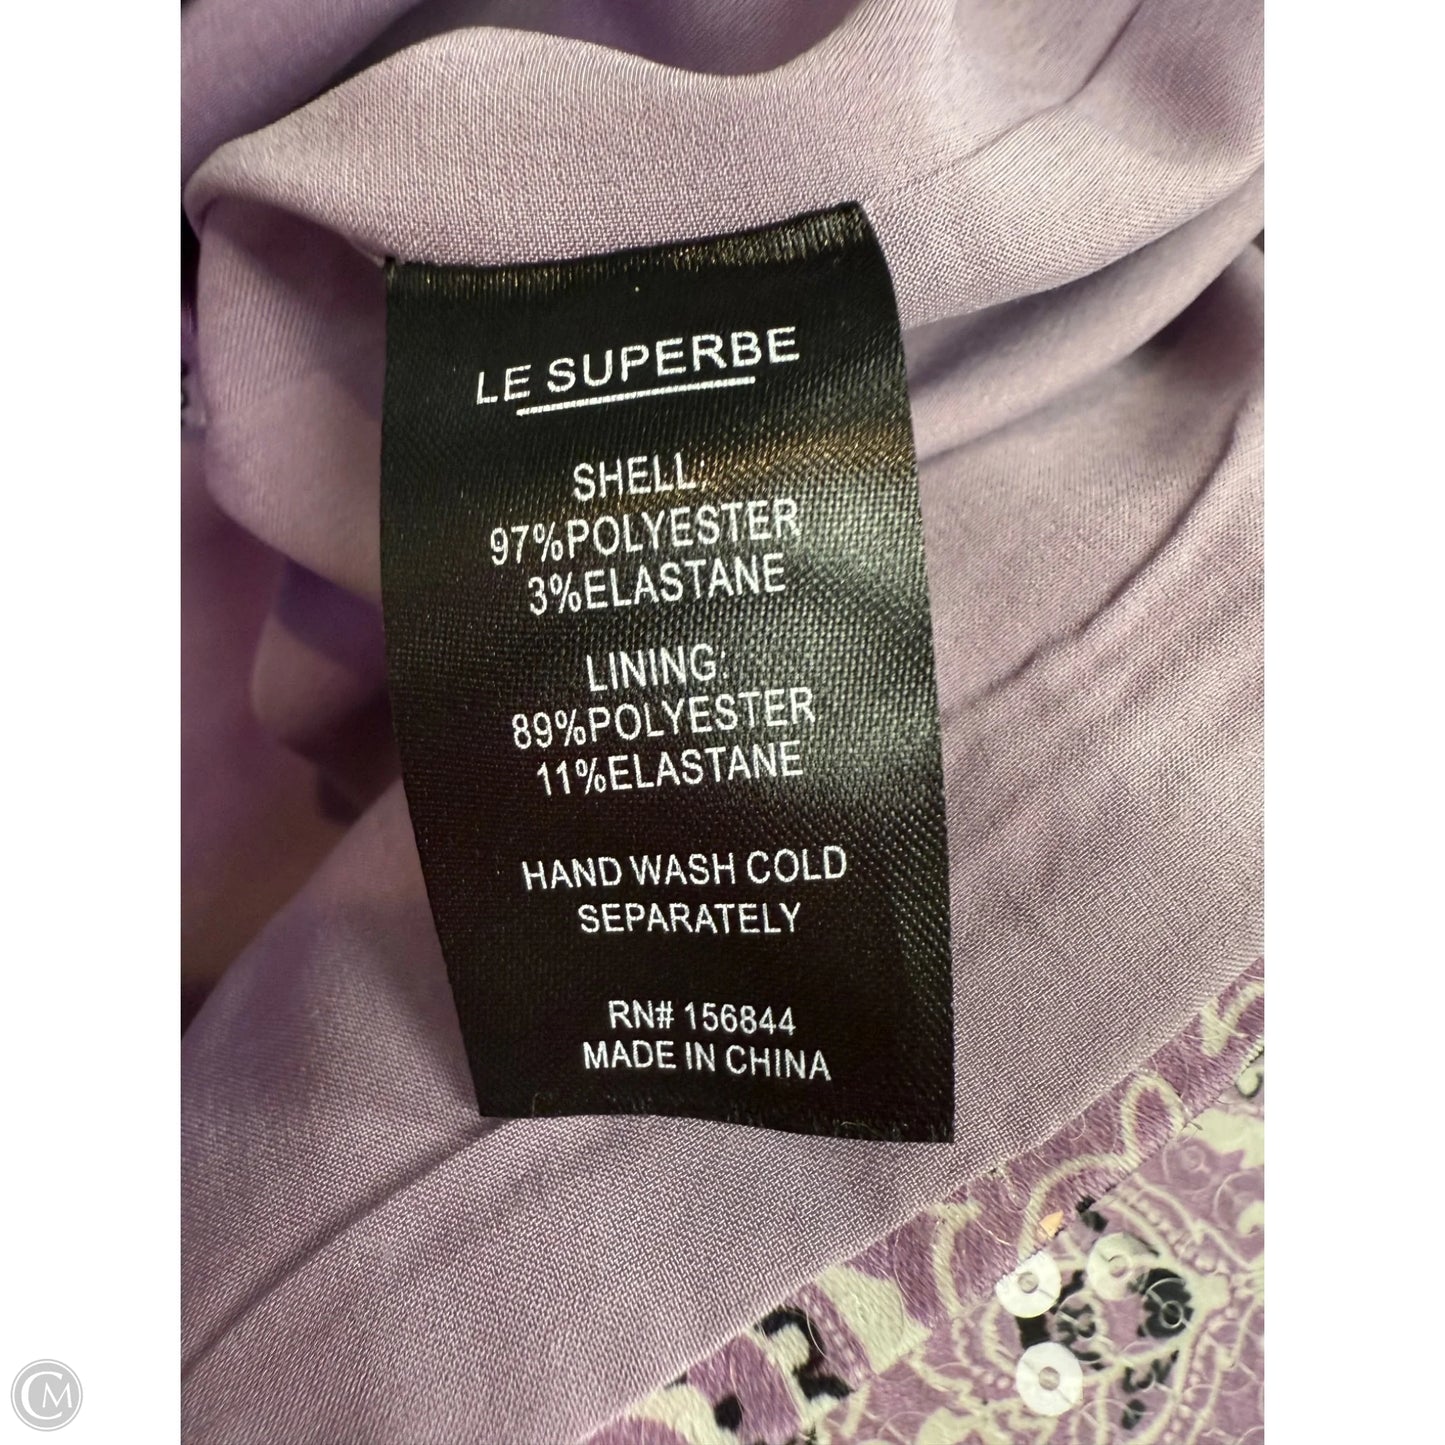 LE SUPERBE
SHELL:
97%POLYESTER
3%ELASTANE
LINING:
89%POLYESTER
11%ELASTANE
HAND WASH COLD
SEPARATELY
RN# 156844
MADE IN CHINA
CM